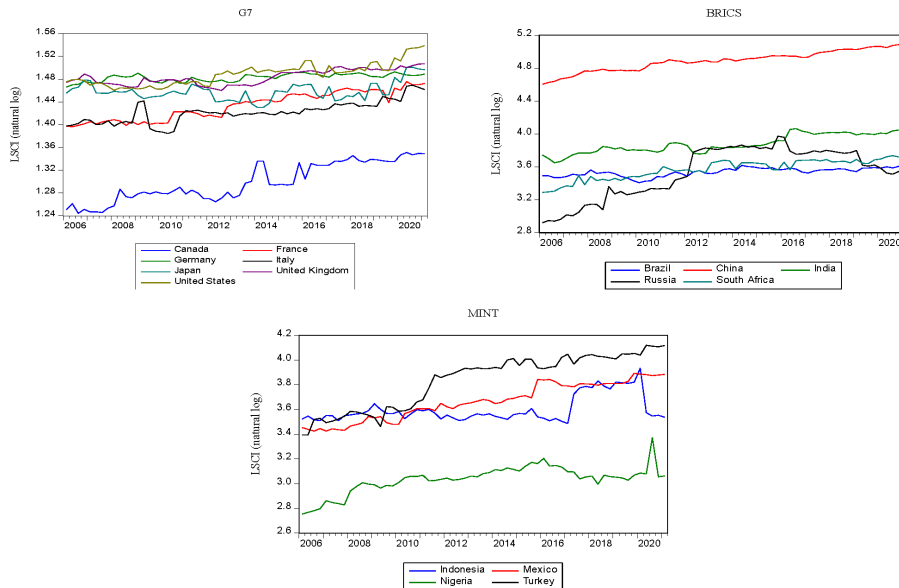 G7
LSCI (natural log)
1.56
1.52
1.48
1.44
1.40
1.36
1.32
1.28
1.24
2006 2008 2010 2012 2014 2016 2018 2020
Canada France
Germany Italy
Japan United Kingdom
United States
BRICS
LSCI (natural log)
5.2
4.8
4.4
4.0
3.6
3.2
2.8
2006 2008 2010 2012 2014 2016 2018 2020
Brazil China India
Russia South Africa
MINT
LSCI (natural log)
4.2
4.0
3.8
3.6
3.4
3.2
3.0
2.8
2.6
2006 2008 2010 2012 2014 2016 2018 2020
Indonesia Mexico
Nigeria Turkey